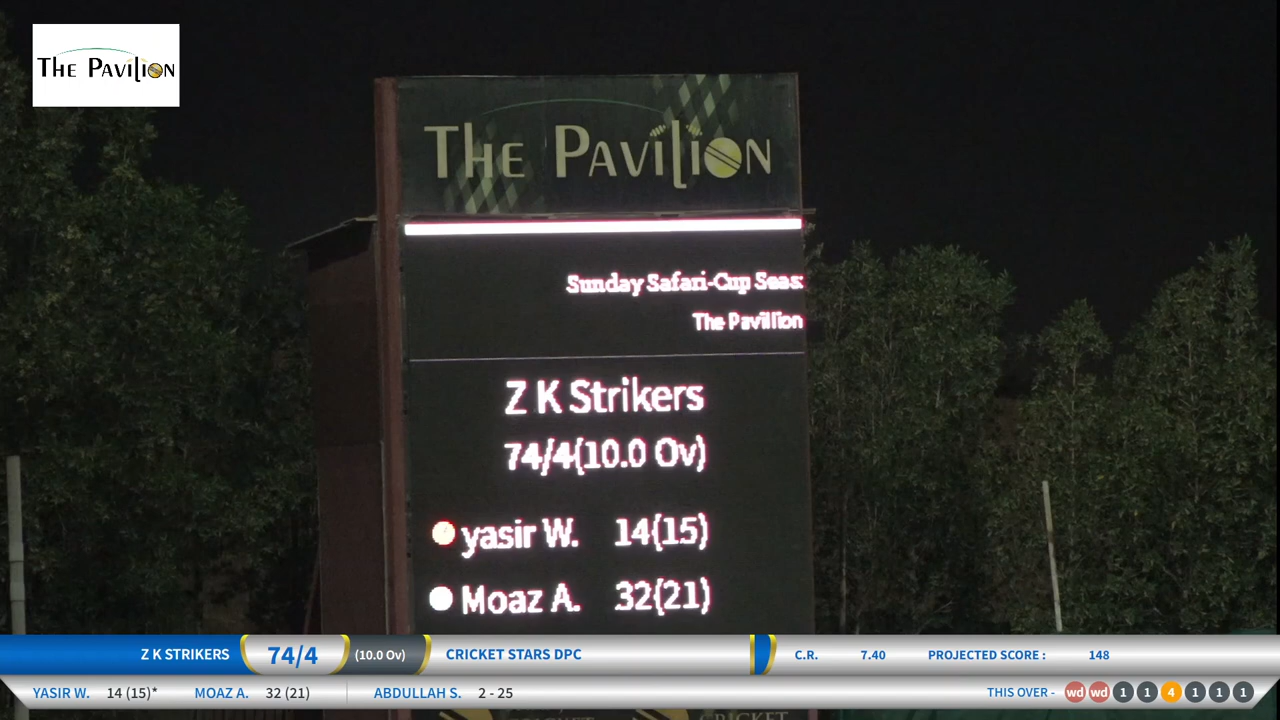 The Pavilion
The Pavilion
Sunday Safari-Cup Seas
The Pavillion
Z K Strikers
74/4(10.0 Ov)
yasir W. 14(15)
Moaz A. 32(21)
Z K STRIKERS 74/4 (10.0 Ov) CRICKET STARS DPC C.R. 7.40 PROJECTED SCORE : 148
YASIR W. 14 (15)* MOAZ A. 32 (21) ABDULLAH S. 2 - 25 THIS OVER - wd wd 1 1 4 1 1 1
CRICKET